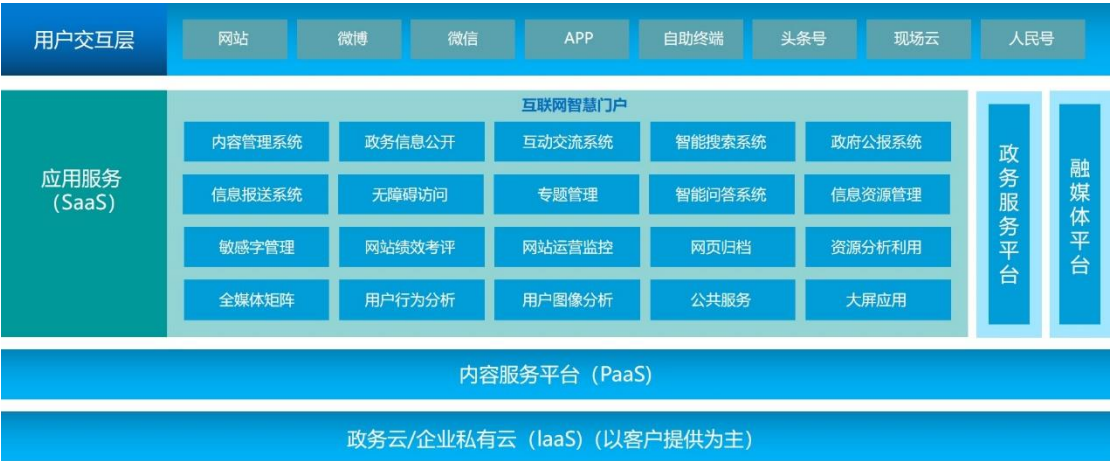 用户交互层
网站
微博
微信
APP
自助终端
头条号
现场云
人民号
应用服务
（SaaS）
互联网智慧门户
内容管理系统
政务信息公开
互动交流系统
智能搜索系统
政府公报系统
信息报送系统
无障碍访问
专题管理
智能问答系统
信息资源管理
敏感字管理
网站绩效考评
网站运营监控
网页归档
资源分析利用
全媒体矩阵
用户行为分析
用户图像分析
公共服务
大屏应用
政务服务平台
融媒体平台
内容服务平台（PaaS）
政务云/企业私有云（IaaS）（以客户提供为主）